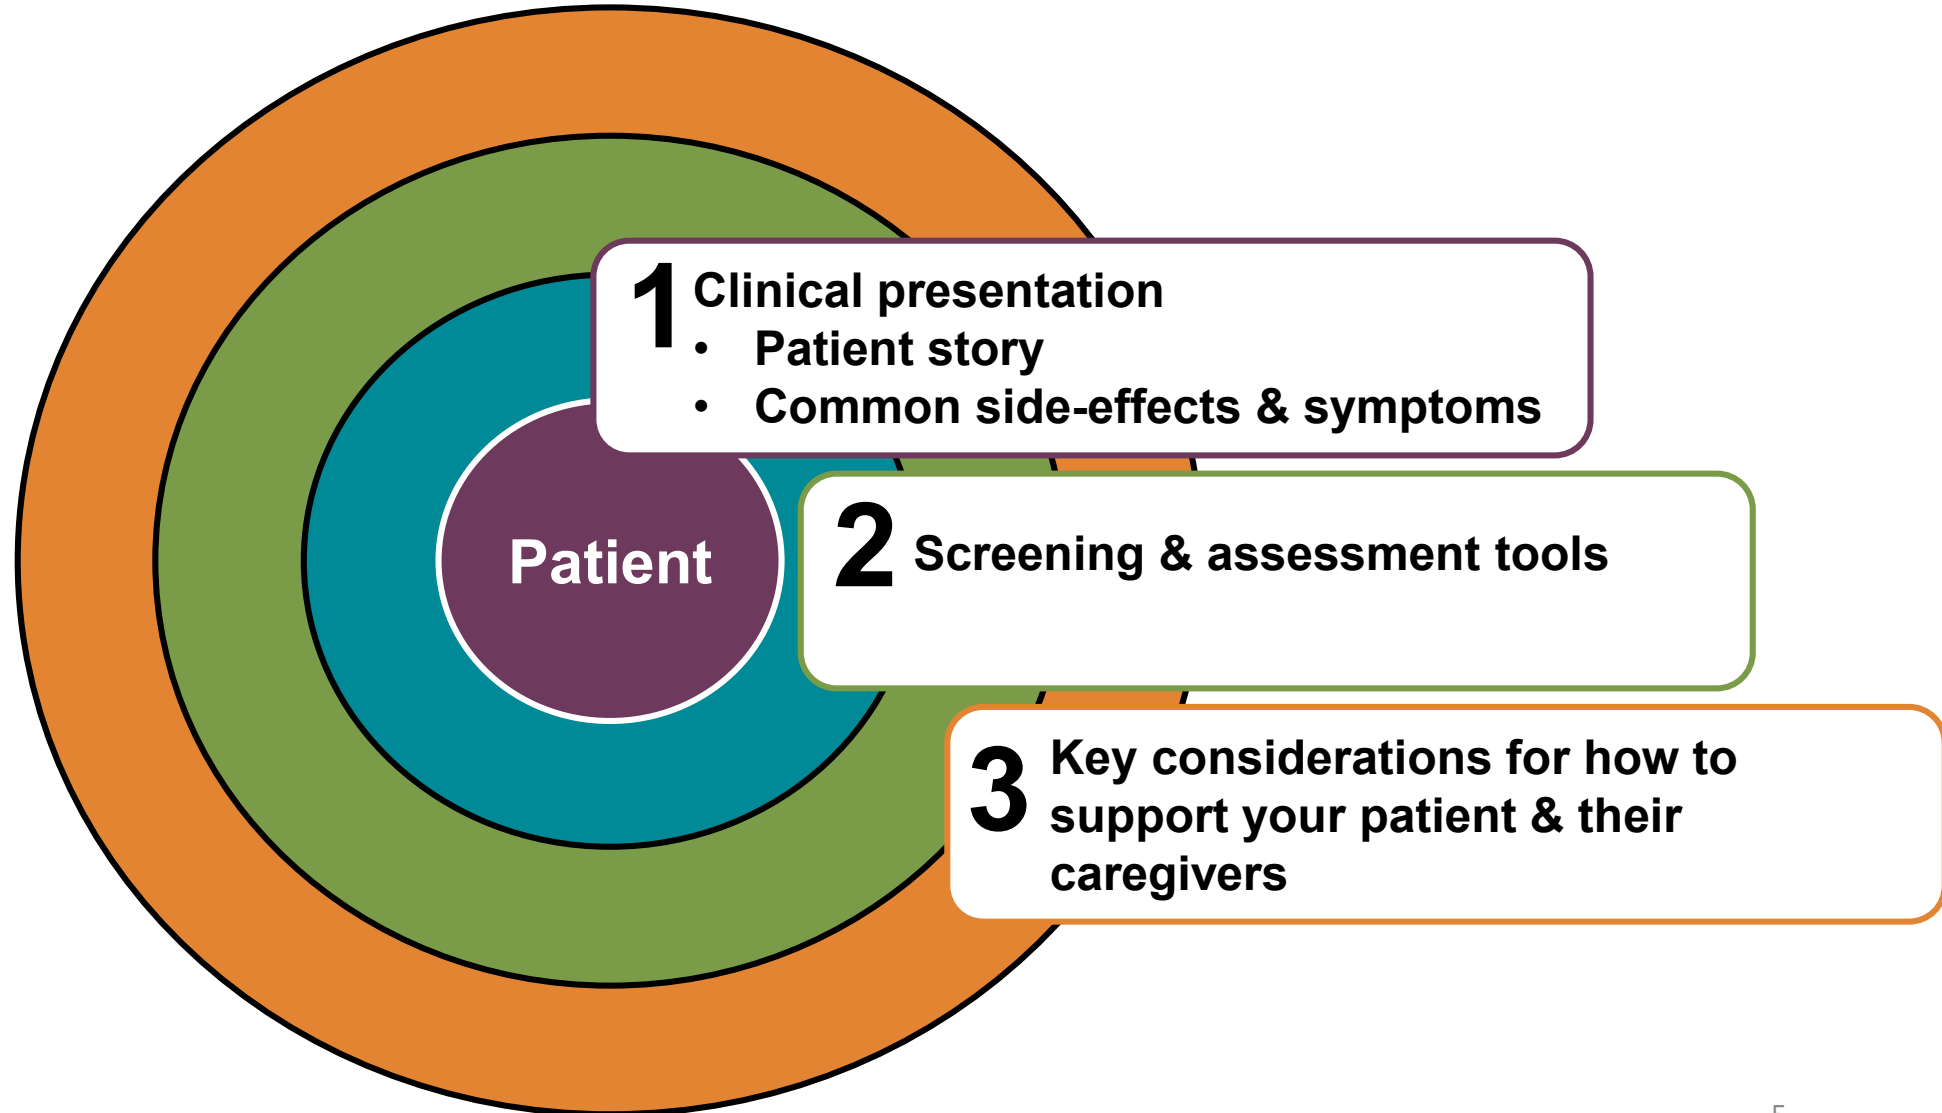 1 Clinical presentation
• Patient story
• Common side-effects & symptoms
Patient
2 Screening & assessment tools
3 Key considerations for how to
support your patient & their
caregivers